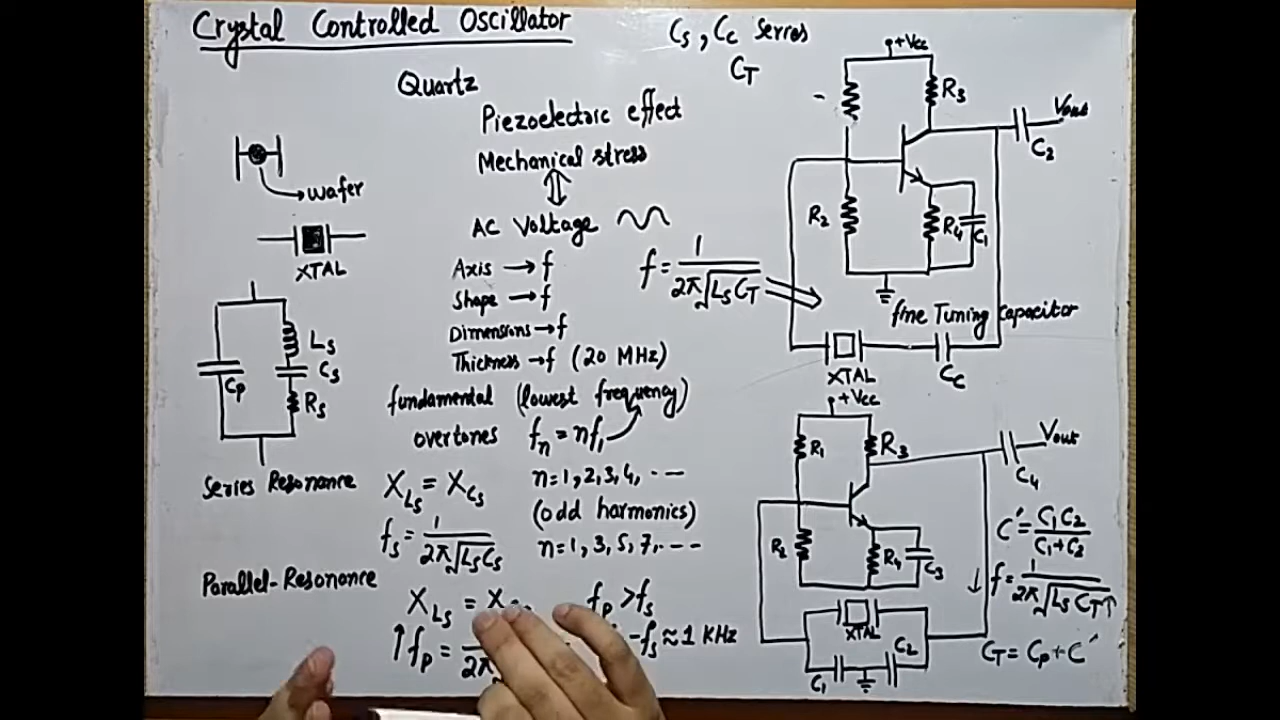 Crystal Controlled Oscillator
Quartz
Piezoelectric effect
Mechanical stress
⇕
AC Voltage
Axis → f
Shape → f
Dimensions → f
Thickness → f (20 MHz)
fundamental (lowest frequency)
overtones fn = nf1
n = 1, 2, 3, 4, ...
(odd harmonics)
n = 1, 3, 5, 7, ...
wafer
XTAL
Cp
Ls
Cs
Rs
Series Resonance
XLs = XCs
fs = 1/2π√LsCs
Parallel-Resonance
XLs = X
↑fp =
2π
fp > fs
-fs ≈ 1 KHz
Cs, Cc series
CT
f = 1/2π√LsCT
+Vcc
R3
Vout
C2
R2
R4
C1
fine Tuning capacitor
XTAL
Cc
+Vcc
R1
R3
Vout
C4
R2
R4
C3
XTAL
C1
C2
C' = C1C2/C1+C2
↓f = 1/2π√LsCT↑
CT = Cp + C'